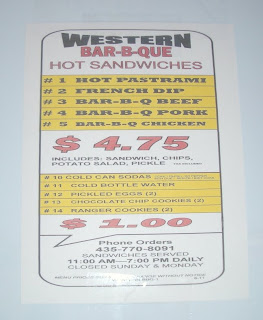 WESTERN
BAR-B-QUE
HOT SANDWICHES
# 1 HOT PASTRAMI
# 2 FRENCH DIP
# 3 BAR-B-Q BEEF
# 4 BAR-B-Q PORK
# 5 BAR-B-Q CHICKEN
$ 4.75
INCLUDES: SANDWICH, CHIPS,
POTATO SALAD, PICKLE
# 10 COLD CAN SODAS
# 11 COLD BOTTLE WATER
# 12 PICKLED EGGS (2)
# 13 CHOCOLATE CHIP COOKIES (2)
# 14 RANGER COOKIES (2)
$ 1.00
Phone Orders
435-770-8091
SANDWICHES SERVED
11:00 AM—7:00 PM DAILY
CLOSED SUNDAY & MONDAY
WITHOUT NOTICE